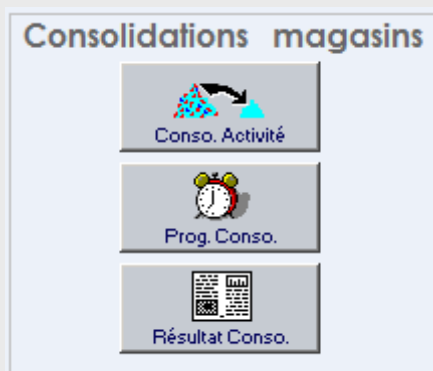 Consolidations magasins
Conso. Activité
Prog. Conso.
Résultat Conso.